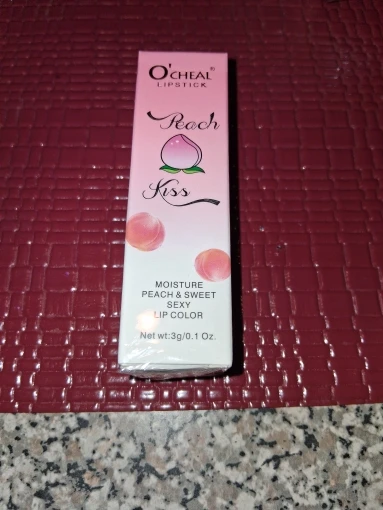 O'CHEAL®
LIPSTICK
Peach
Kiss
MOISTURE
PEACH & SWEET
SEXY
LIP COLOR
Net wt:3g/0.1 Oz.